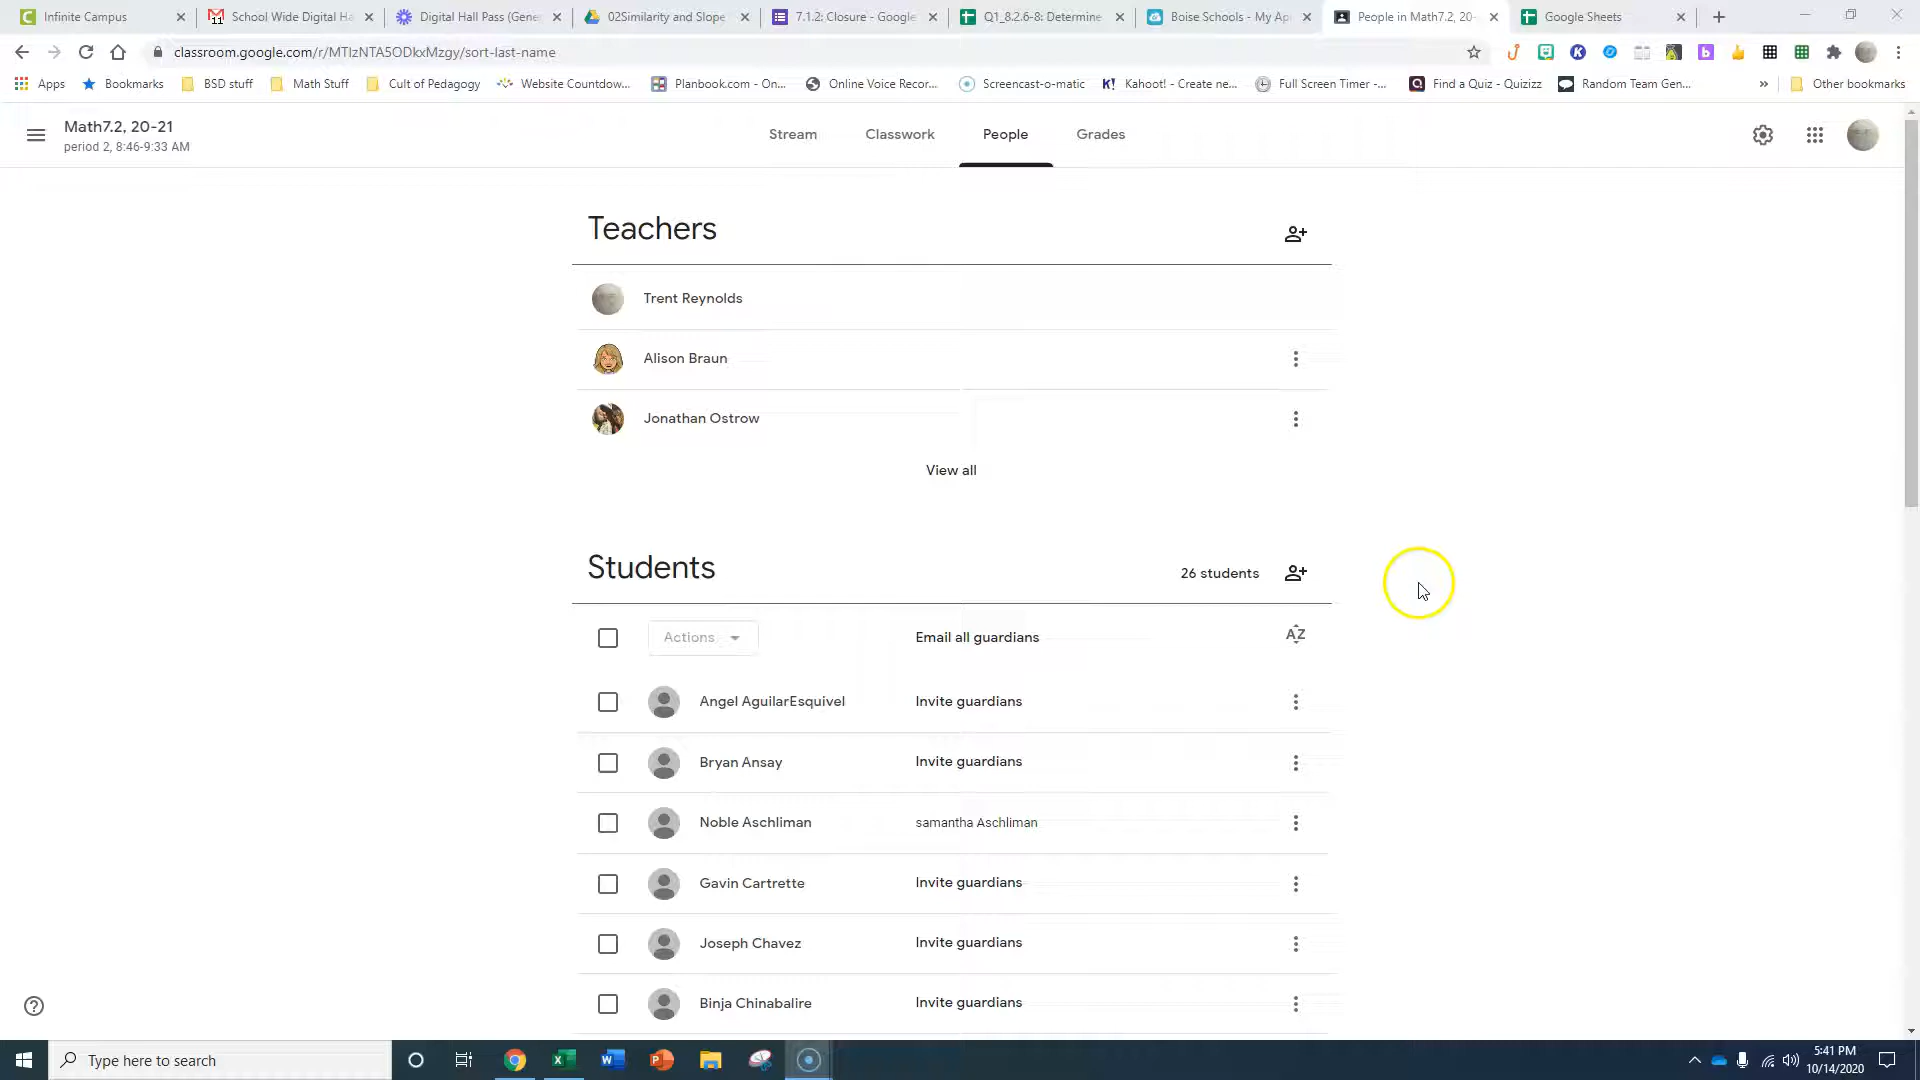 Infinite Campus
School Wide Digital Ha
Digital Hall Pass (Gene
02Similarity and Slope
7.1.2: Closure - Google
Q1_8.2.6-8: Determine
Boise Schools - My Ap
People in Math7.2, 20-
Google Sheets
classroom.google.com/r/MTIzNTA5ODkxMzgy/sort-last-name
Apps
Bookmarks
BSD stuff
Math Stuff
Cult of Pedagogy
Website Countdow...
Planbook.com - On...
Online Voice Recor...
Screencast-o-matic
Kahoot! - Create ne...
Full Screen Timer -...
Find a Quiz - Quizizz
Random Team Gen...
»
Other bookmarks
Math7.2, 20-21
period 2, 8:46-9:33 AM
Stream
Classwork
People
Grades
Teachers
Trent Reynolds
Alison Braun
Jonathan Ostrow
View all
Students
26 students
Actions
Email all guardians
AZ
Angel AguilarEsquivel
Invite guardians
Bryan Ansay
Invite guardians
Noble Aschliman
samantha Aschliman
Gavin Cartrette
Invite guardians
Joseph Chavez
Invite guardians
Binja Chinabalire
Invite guardians
Type here to search
5:41 PM
10/14/2020